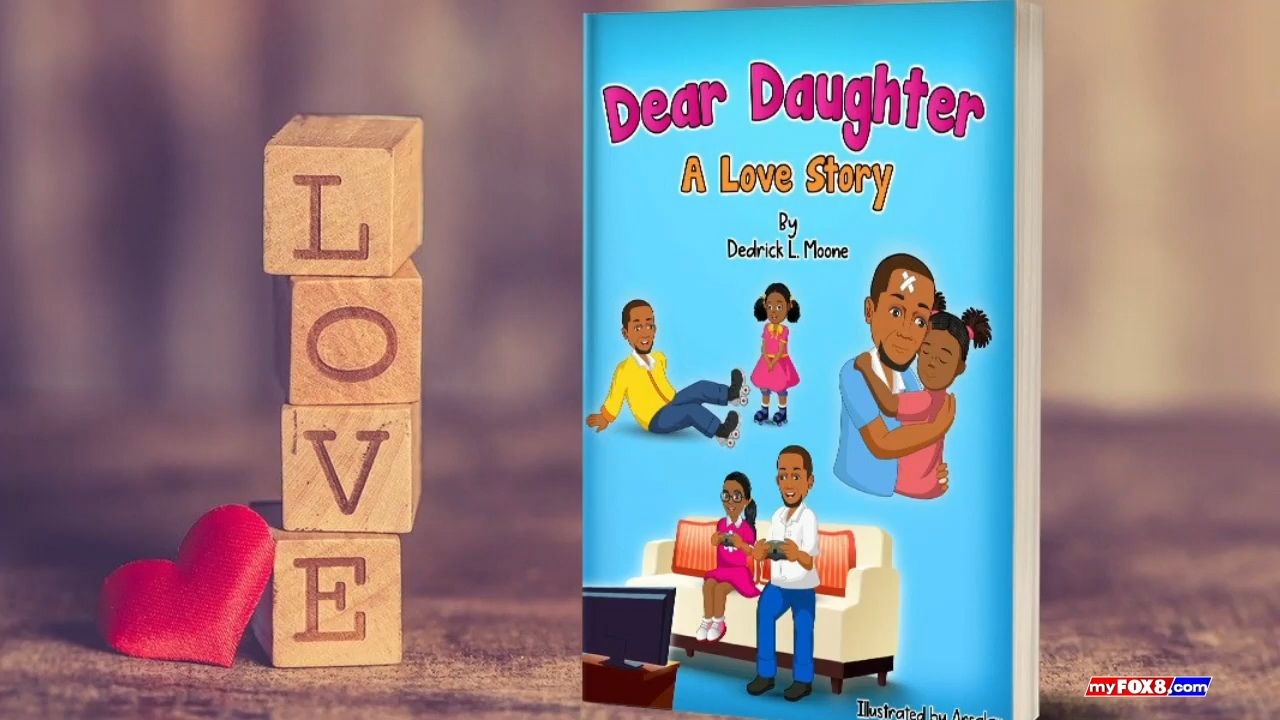 L
O
V
E
Dear Daughter
A Love Story
By
Dedrick L. Moone
Illustrated by
myFOX8.com